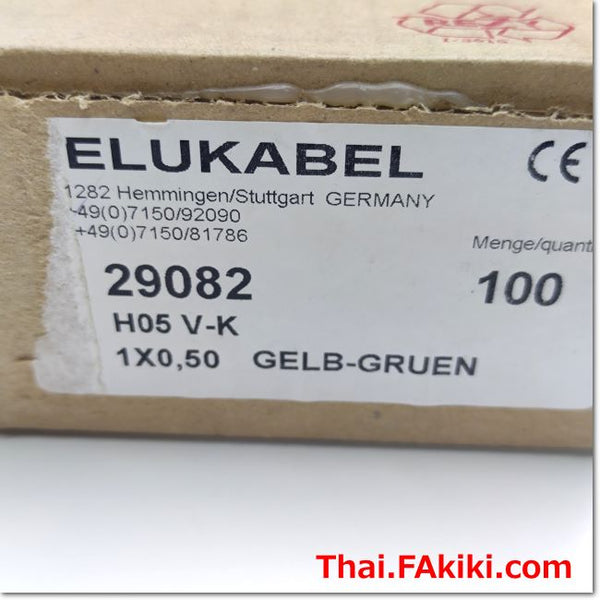 ELUKABEL
CE
1282 Hemmingen/Stuttgart GERMANY
-49(0)7150/92090
+49(0)7150/81786
Menge/quanti
29082
100
H05 V-K
1X0,50 GELB-GRUEN
Thai.FAkiki.com